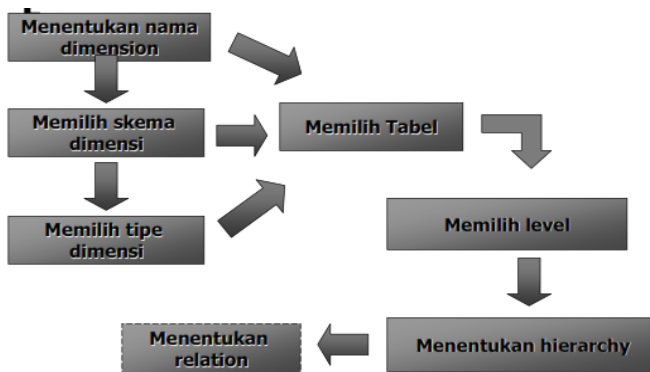 Menentukan nama
dimension
Memilih skema
dimensi
Memilih Tabel
Memilih tipe
dimensi
Memilih level
Menentukan hierarchy
Menentukan
relation